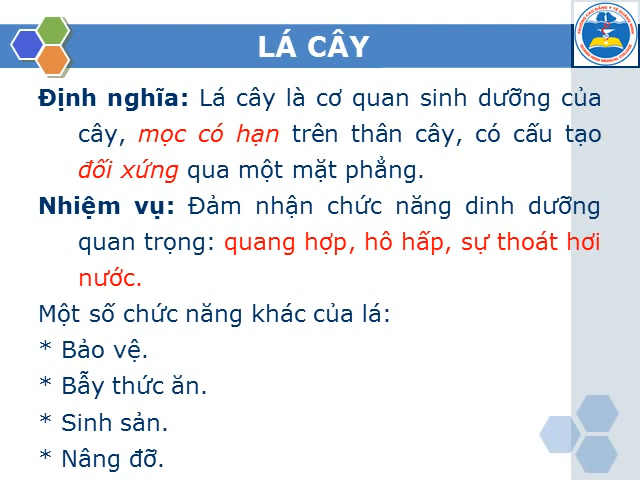 LÁ CÂY
Định nghĩa: Lá cây là cơ quan sinh dưỡng của
cây, mọc có hạn trên thân cây, có cấu tạo
đối xứng qua một mặt phẳng.
Nhiệm vụ: Đảm nhận chức năng dinh dưỡng
quan trọng: quang hợp, hô hấp, sự thoát hơi
nước.
Một số chức năng khác của lá:
* Bảo vệ.
* Bẫy thức ăn.
* Sinh sản.
* Nâng đỡ.